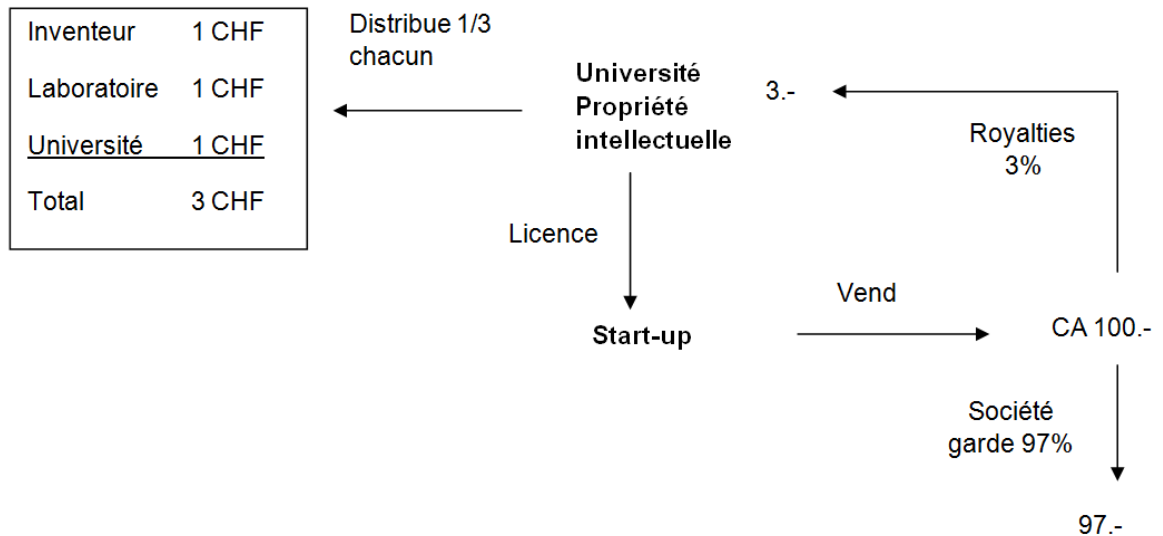 Inventeur 1 CHF
Laboratoire 1 CHF
Université 1 CHF
Total 3 CHF
Distribue 1/3
chacun
Université
Propriété
intellectuelle
3.-
Royalties
3%
Licence
Start-up
Vend
CA 100.-
Société
garde 97%
97.-